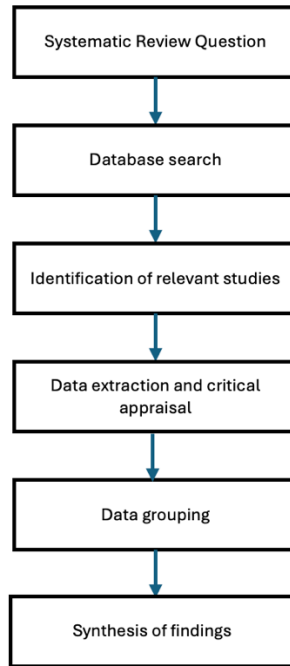 Systematic Review Question
Database search
Identification of relevant studies
Data extraction and critical
appraisal
Data grouping
Synthesis of findings